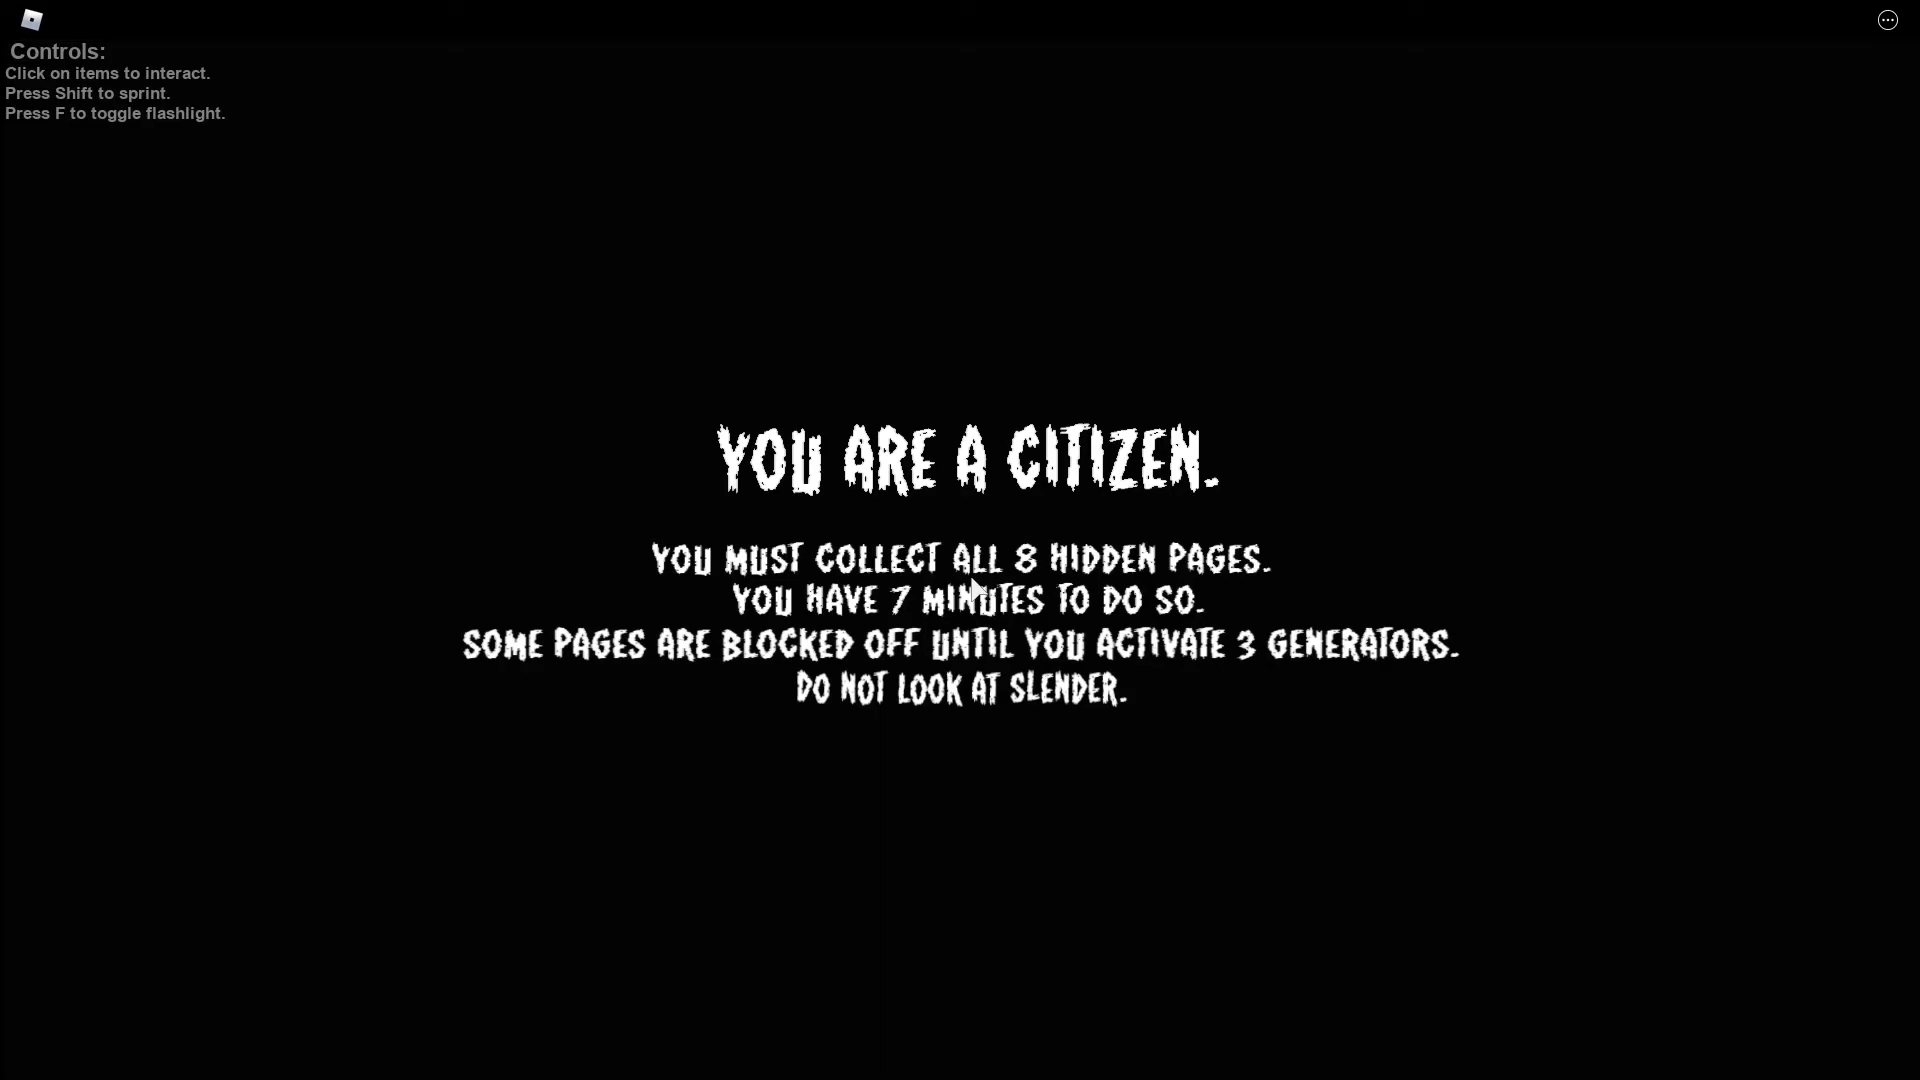 Controls:
Click on items to interact.
Press Shift to sprint.
Press F to toggle flashlight.
YOU ARE A CITIZEN.
YOU MUST COLLECT ALL 8 HIDDEN PAGES.
YOU HAVE 7 MINUTES TO DO SO.
SOME PAGES ARE BLOCKED OFF UNTIL YOU ACTIVATE 3 GENERATORS.
DO NOT LOOK AT SLENDER.